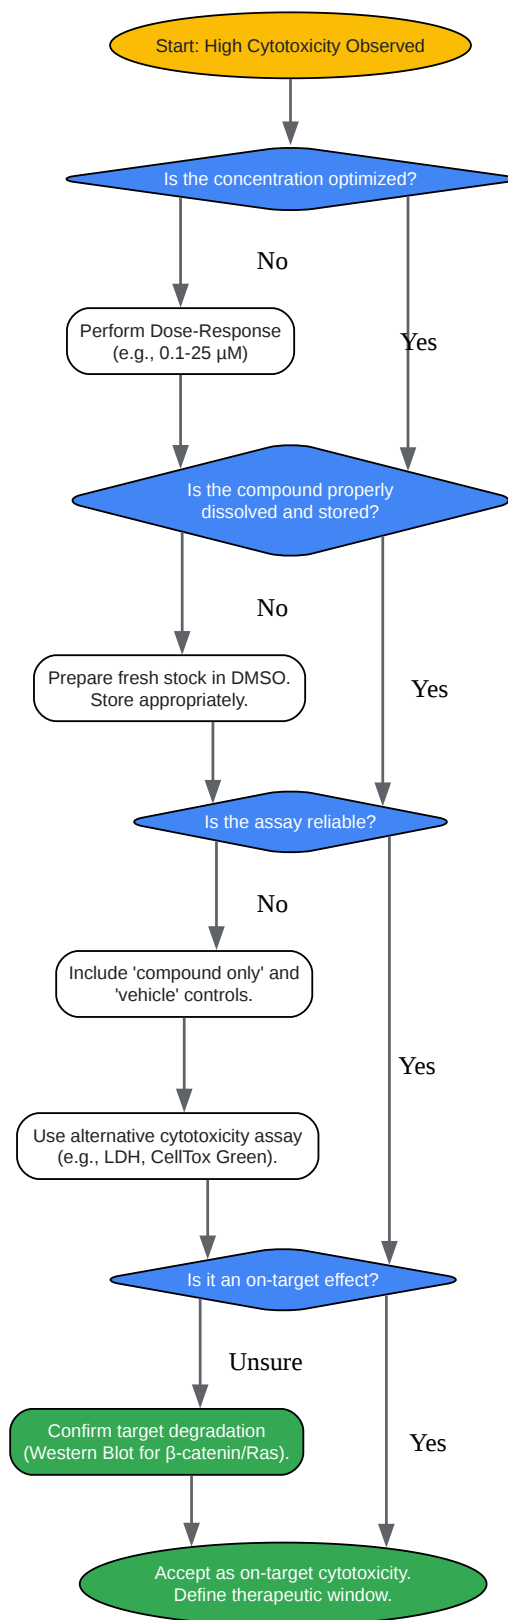 Start: High Cytotoxicity Observed
Is the concentration optimized?
No
Perform Dose-Response
(e.g., 0.1-25 µM)
Yes
Is the compound properly
dissolved and stored?
No
Prepare fresh stock in DMSO.
Store appropriately.
Yes
Is the assay reliable?
No
Include 'compound only' and
'vehicle' controls.
Yes
Use alternative cytotoxicity assay
(e.g., LDH, CellTox Green).
Is it an on-target effect?
Unsure
Confirm target degradation
(Western Blot for β-catenin/Ras).
Yes
Accept as on-target cytotoxicity.
Define therapeutic window.